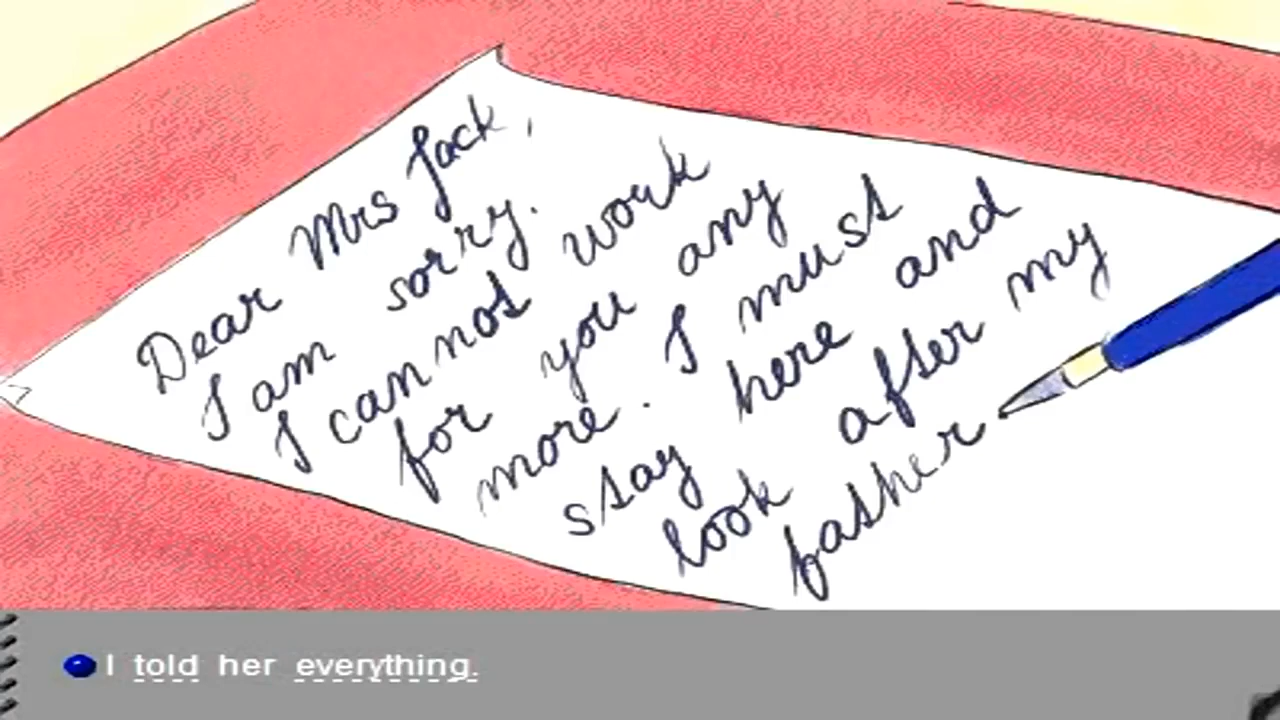 Dear Mrs Jack,
I am sorry.
I cannot work
for you any
more. I must
stay here and
look after my
father
I told her everything.